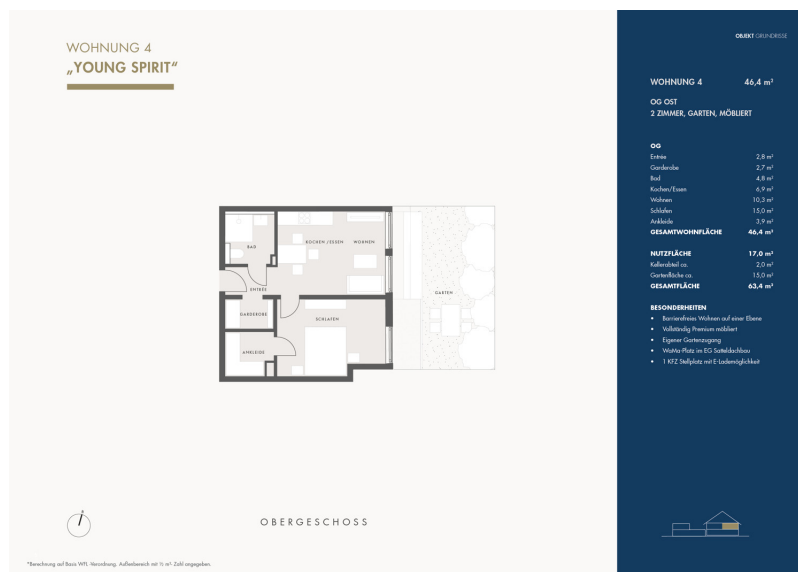 WOHNUNG 4
„YOUNG SPIRIT“
OBJEKT GRUNDRISSE
WOHNUNG 4 46,4 m²
OG OST
2 ZIMMER, GARTEN, MÖBLIERT
OG
Entrée 2,8 m²
Garderobe 2,7 m²
Bad 4,8 m²
Kochen/Essen 6,9 m²
Wohnen 10,3 m²
Schlafen 15,0 m²
Ankleide 3,9 m²
GESAMTWOHNFLÄCHE 46,4 m²
NUTZFLÄCHE 17,0 m²
Kellerabteil ca. 2,0 m²
Gartenfläche ca. 15,0 m²
GESAMTFLÄCHE 63,4 m²
BESONDERHEITEN
• Barrierefreies Wohnen auf einer Ebene
• Vollständig Premium möbliert
• Eigener Gartenzugang
• WaMa-Platz im EG Satteldachbau
• 1 KFZ Stellplatz mit E-Lademöglichkeit
BAD
KOCHEN / ESSEN WOHNEN
ENTRÉE
GARTEN
GARDEROBE
SCHLAFEN
ANKLEIDE
OBERGESCHOSS
*Berechnung auf Basis WFL -Verordnung. Außenbereich mit ½ m²- Zahl angegeben.